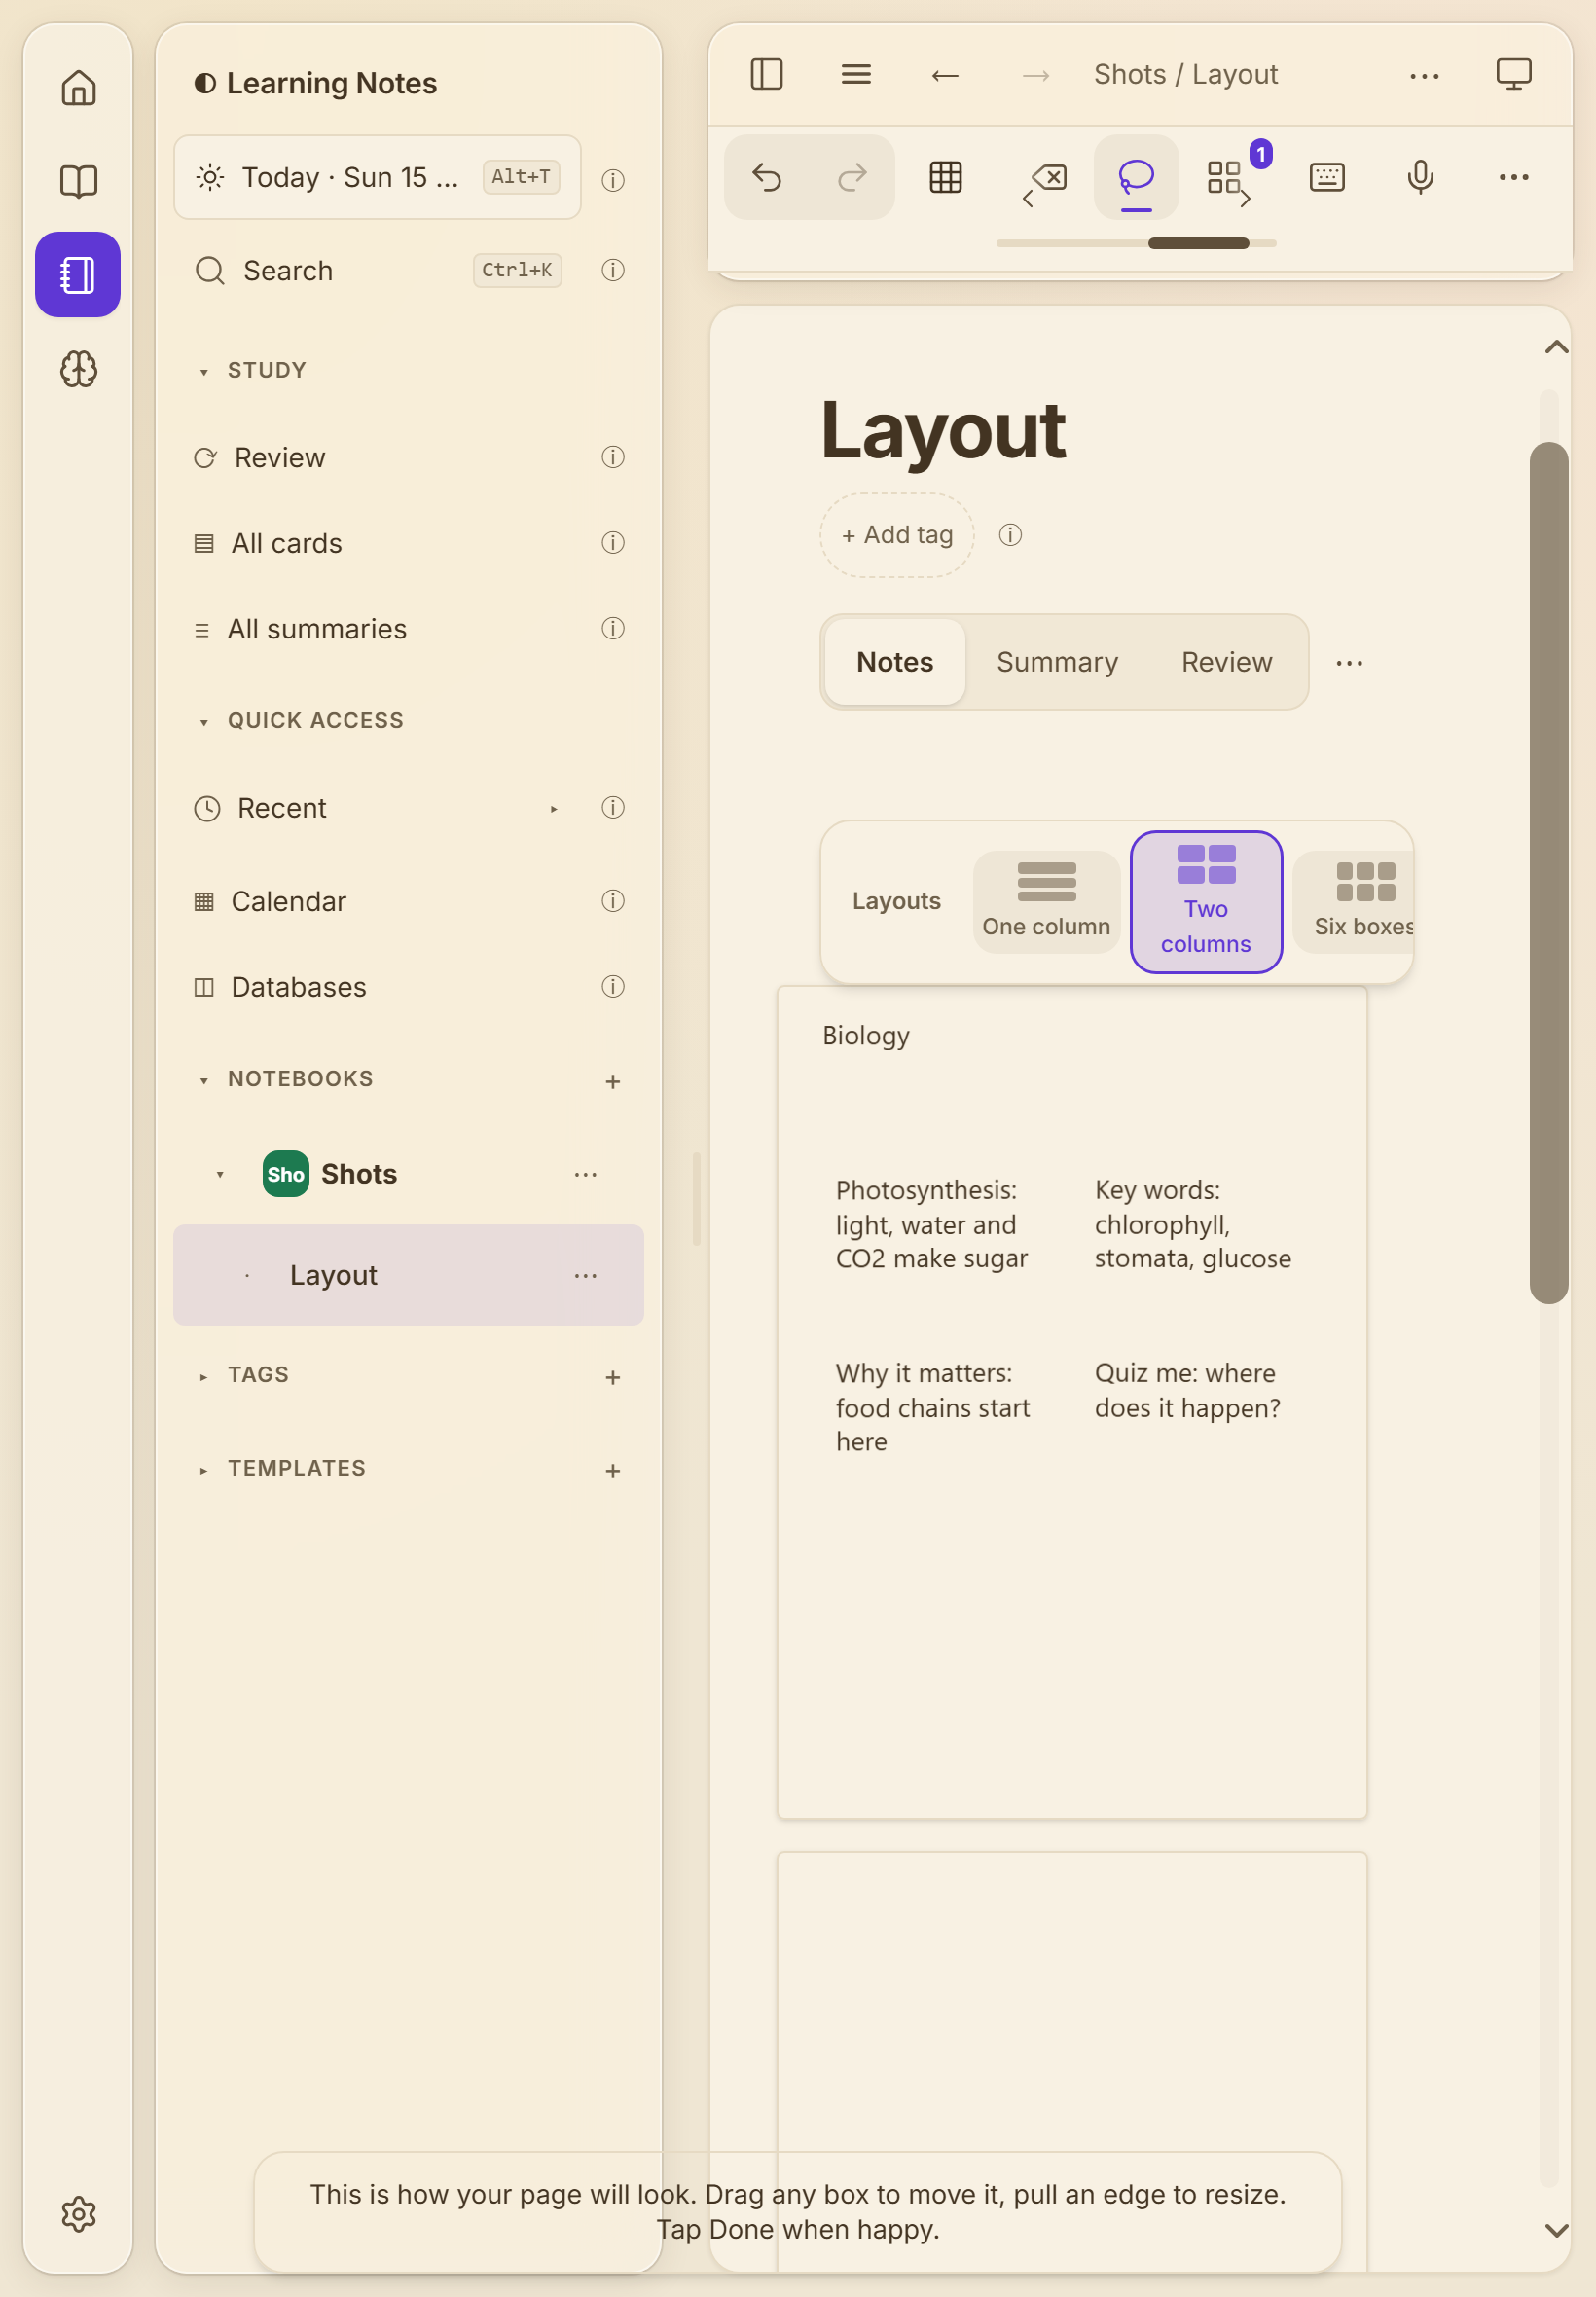 Learning Notes
Today · Sun 15 ... Alt+T
Search Ctrl+K
STUDY
Review
All cards
All summaries
QUICK ACCESS
Recent
Calendar
Databases
NOTEBOOKS
Sho Shots
Layout
TAGS
TEMPLATES
Shots / Layout
1
Layout
+ Add tag
Notes Summary Review
Layouts
One column
Two
columns
Six boxes
Biology
Photosynthesis:
light, water and
CO2 make sugar
Key words:
chlorophyll,
stomata, glucose
Why it matters:
food chains start
here
Quiz me: where
does it happen?
This is how your page will look. Drag any box to move it, pull an edge to resize.
Tap Done when happy.